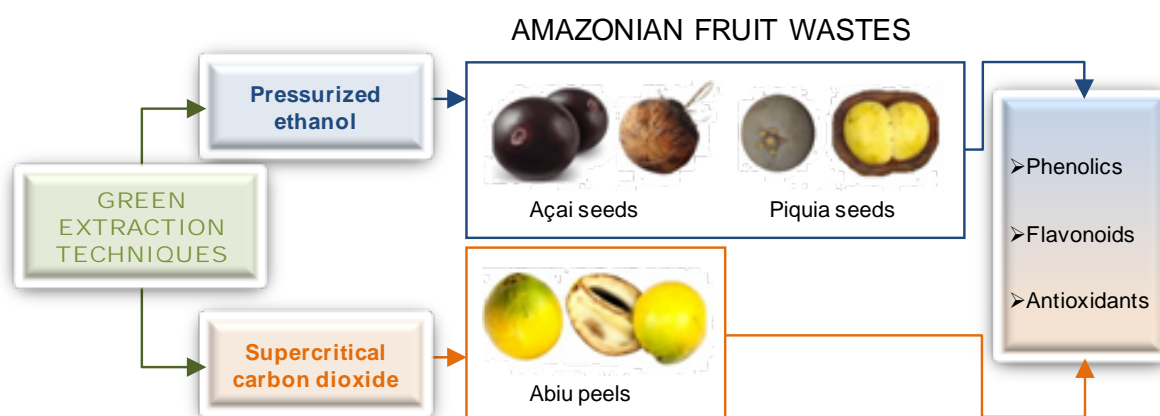 AMAZONIAN FRUIT WASTES
Pressurized
ethanol
Açai seeds
Piquia seeds
GREEN
EXTRACTION
TECHNIQUES
Supercritical
carbon dioxide
Abiu peels
➢Phenolics
➢Flavonoids
➢Antioxidants